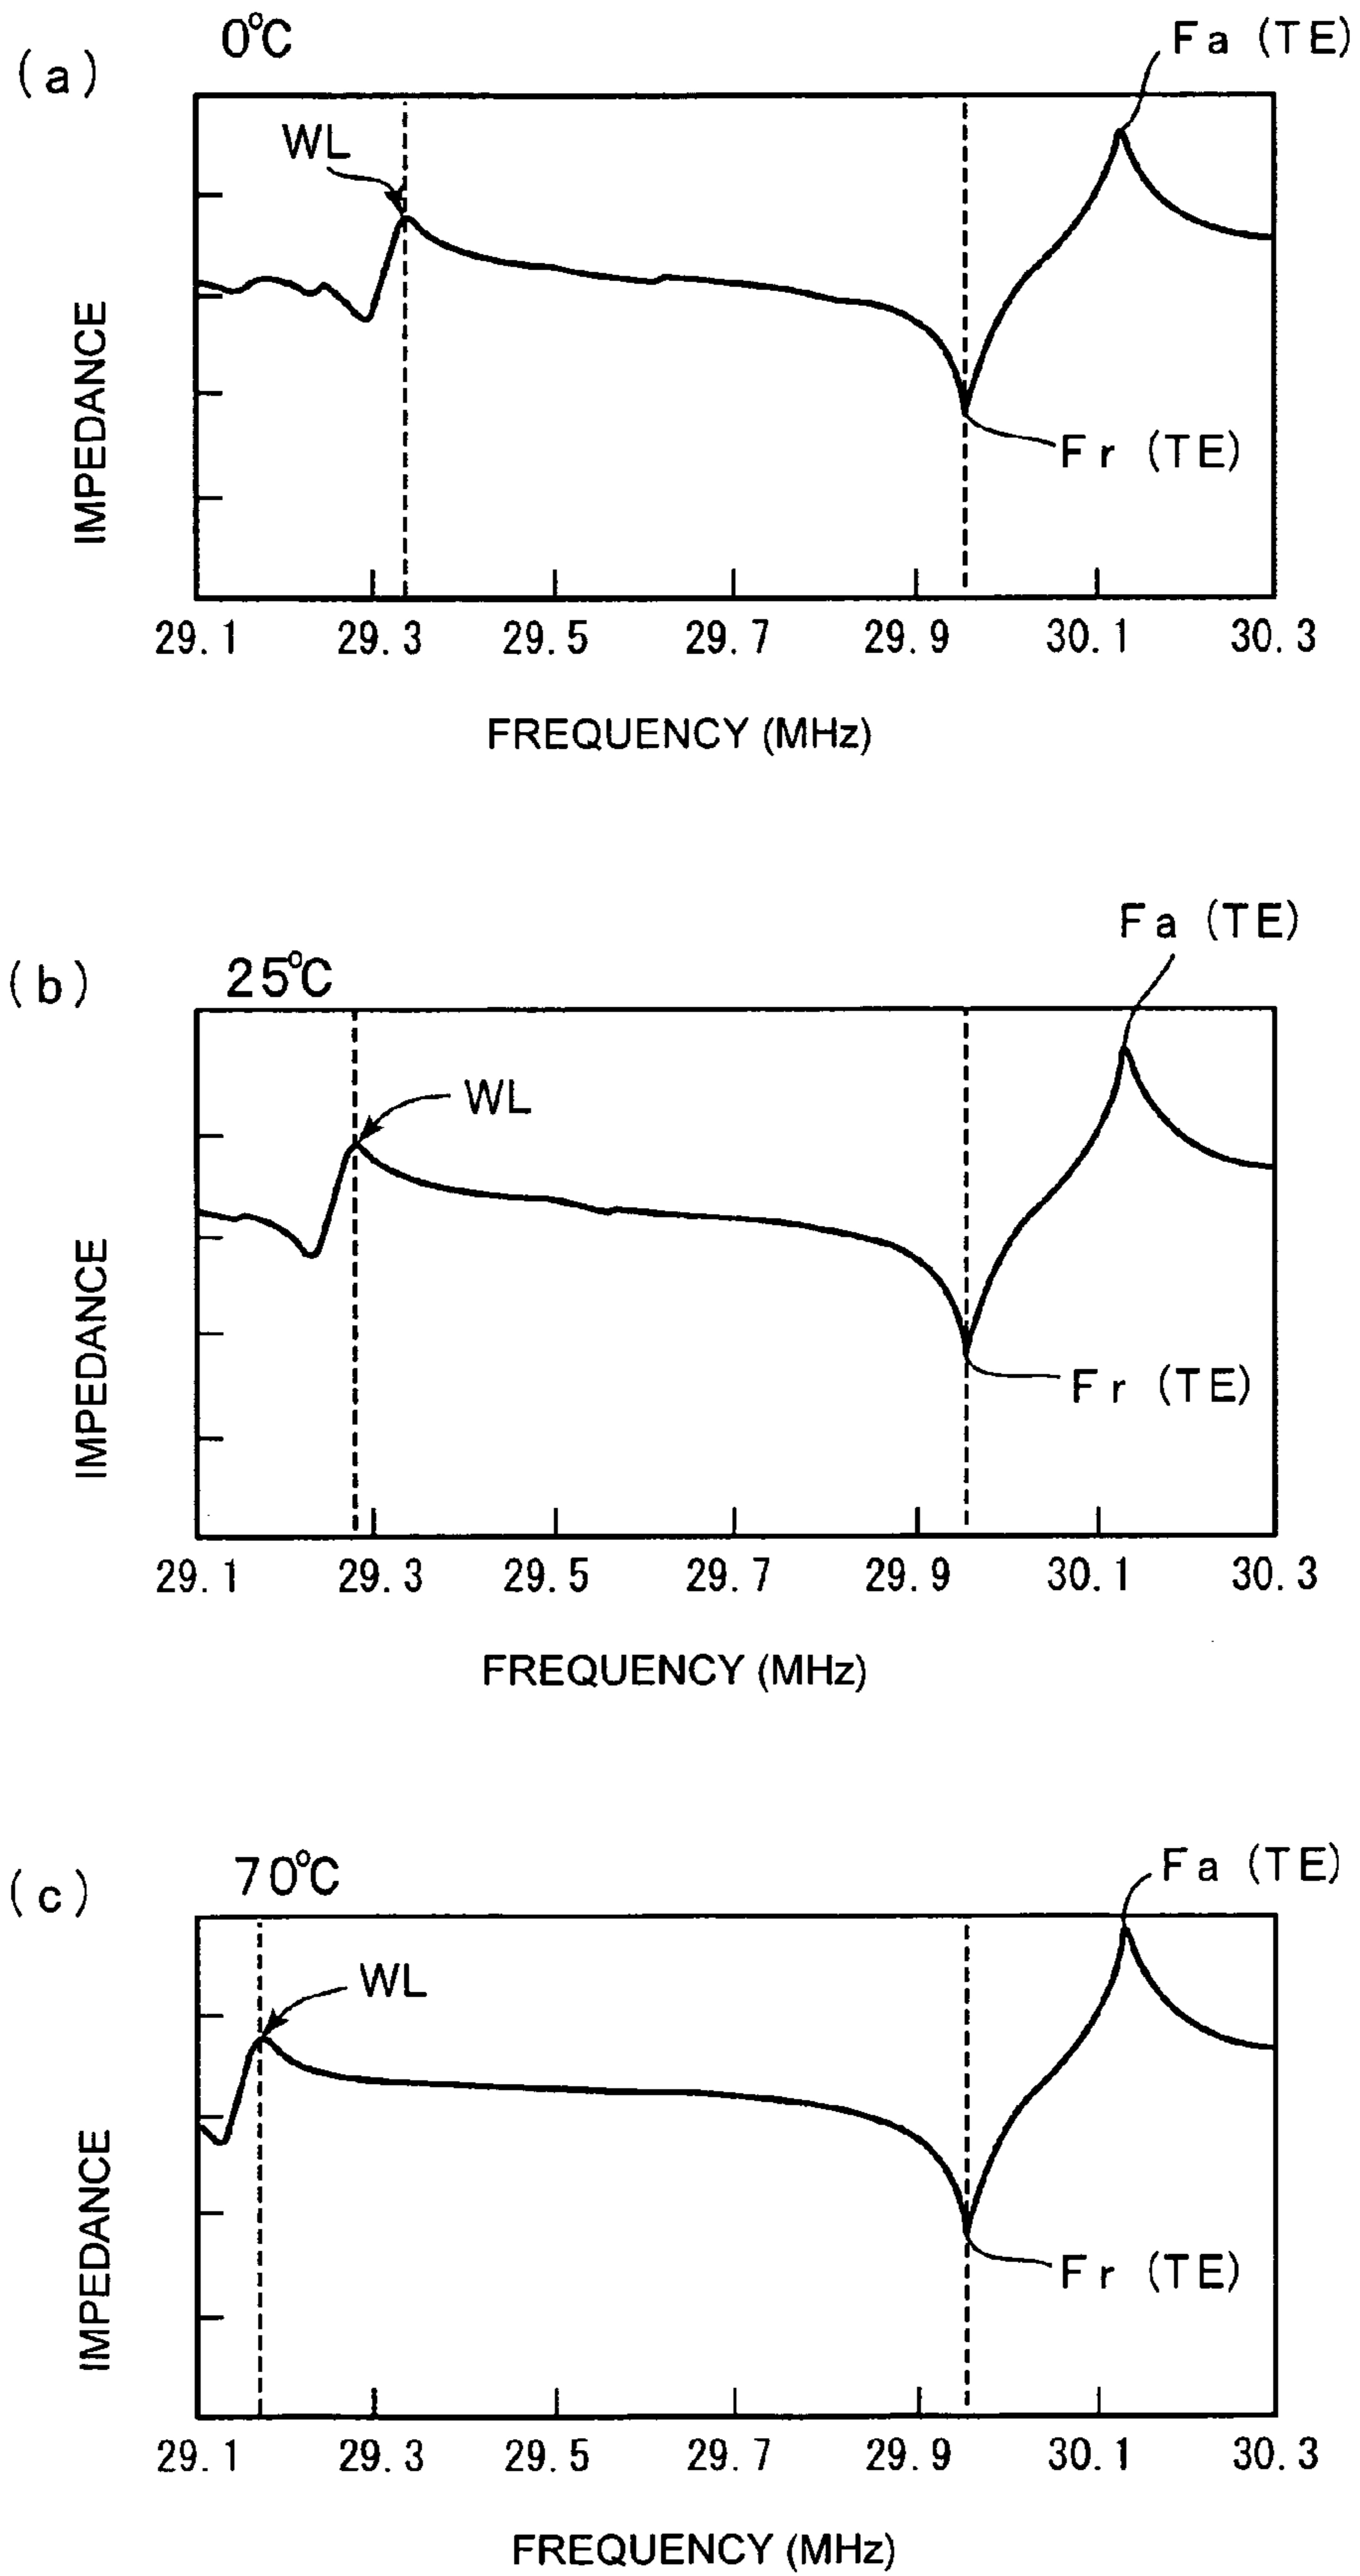 (a)
0°C
Fa (TE)
WL
IMPEDANCE
Fr (TE)
29.1 29.3 29.5 29.7 29.9 30.1 30.3
FREQUENCY (MHz)
Fa (TE)
(b)
25°C
WL
IMPEDANCE
Fr (TE)
29.1 29.3 29.5 29.7 29.9 30.1 30.3
FREQUENCY (MHz)
(c)
70°C
Fa (TE)
WL
IMPEDANCE
Fr (TE)
29.1 29.3 29.5 29.7 29.9 30.1 30.3
FREQUENCY (MHz)